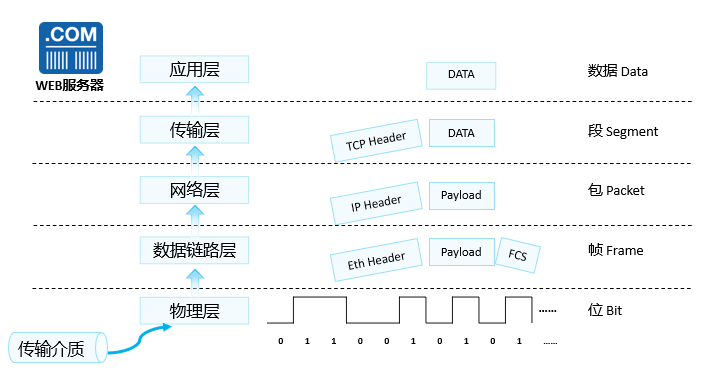 .COM
WEB服务器
应用层
DATA
数据 Data
传输层
TCP Header
DATA
段 Segment
网络层
IP Header
Payload
包 Packet
数据链路层
Eth Header
Payload
FCS
帧 Frame
物理层
......
位 Bit
0 1 1 0 0 1 0 1 0 1 ......
传输介质